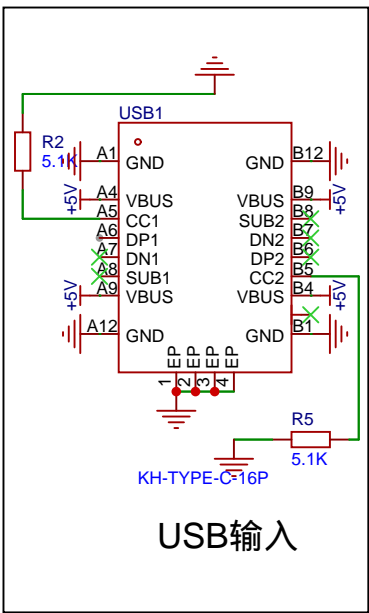 USB1
R2
5.1K
A1 GND GND B12
+5V A4 VBUS VBUS B9 +5V
A5 CC1 SUB2 B8
A6 DP1 DN2 B7
A7 DN1 DP2 B6
A8 SUB1 CC2 B5
+5V A9 VBUS VBUS B4 +5V
A12 GND GND B1
EP EP EP EP
1 2 3 4
R5
5.1K
KH-TYPE-C-16P
USB输入